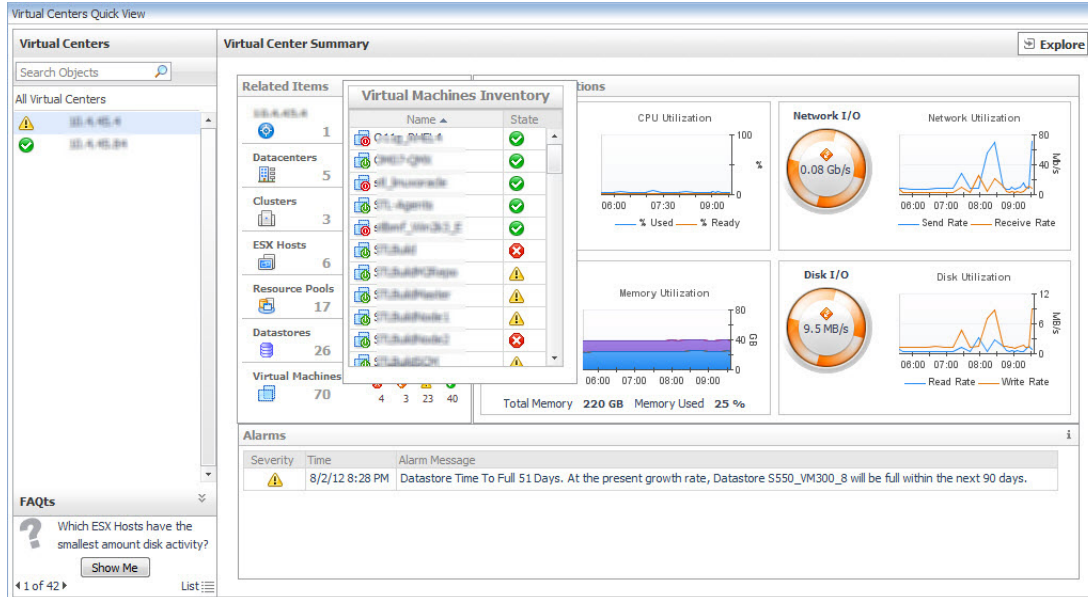 Virtual Centers Quick View
Virtual Centers
Search Objects
All Virtual Centers
FAQts
Which ESX Hosts have the
smallest amount disk activity?
Show Me
1 of 42
List
Virtual Center Summary
Explore
Related Items
1
Datacenters
5
Clusters
3
ESX Hosts
6
Resource Pools
17
Datastores
26
Virtual Machines
70
4 3 23 40
Virtual Machines Inventory
Name State
tions
CPU Utilization
100
%
0
06:00 07:30 09:00
% Used % Ready
Network I/O
0.08 Gb/s
Network Utilization
80
40
0
Mb/s
06:00 07:00 08:00 09:00
Send Rate Receive Rate
Memory Utilization
80
40
0
GB
06:00 07:00 08:00 09:00
Total Memory 220 GB Memory Used 25 %
Disk I/O
9.5 MB/s
Disk Utilization
12
6
0
MB/s
06:00 07:00 08:00 09:00
Read Rate Write Rate
Alarms
i
Severity Time Alarm Message
8/2/12 8:28 PM Datastore Time To Full 51 Days. At the present growth rate, Datastore S550_VM300_8 will be full within the next 90 days.